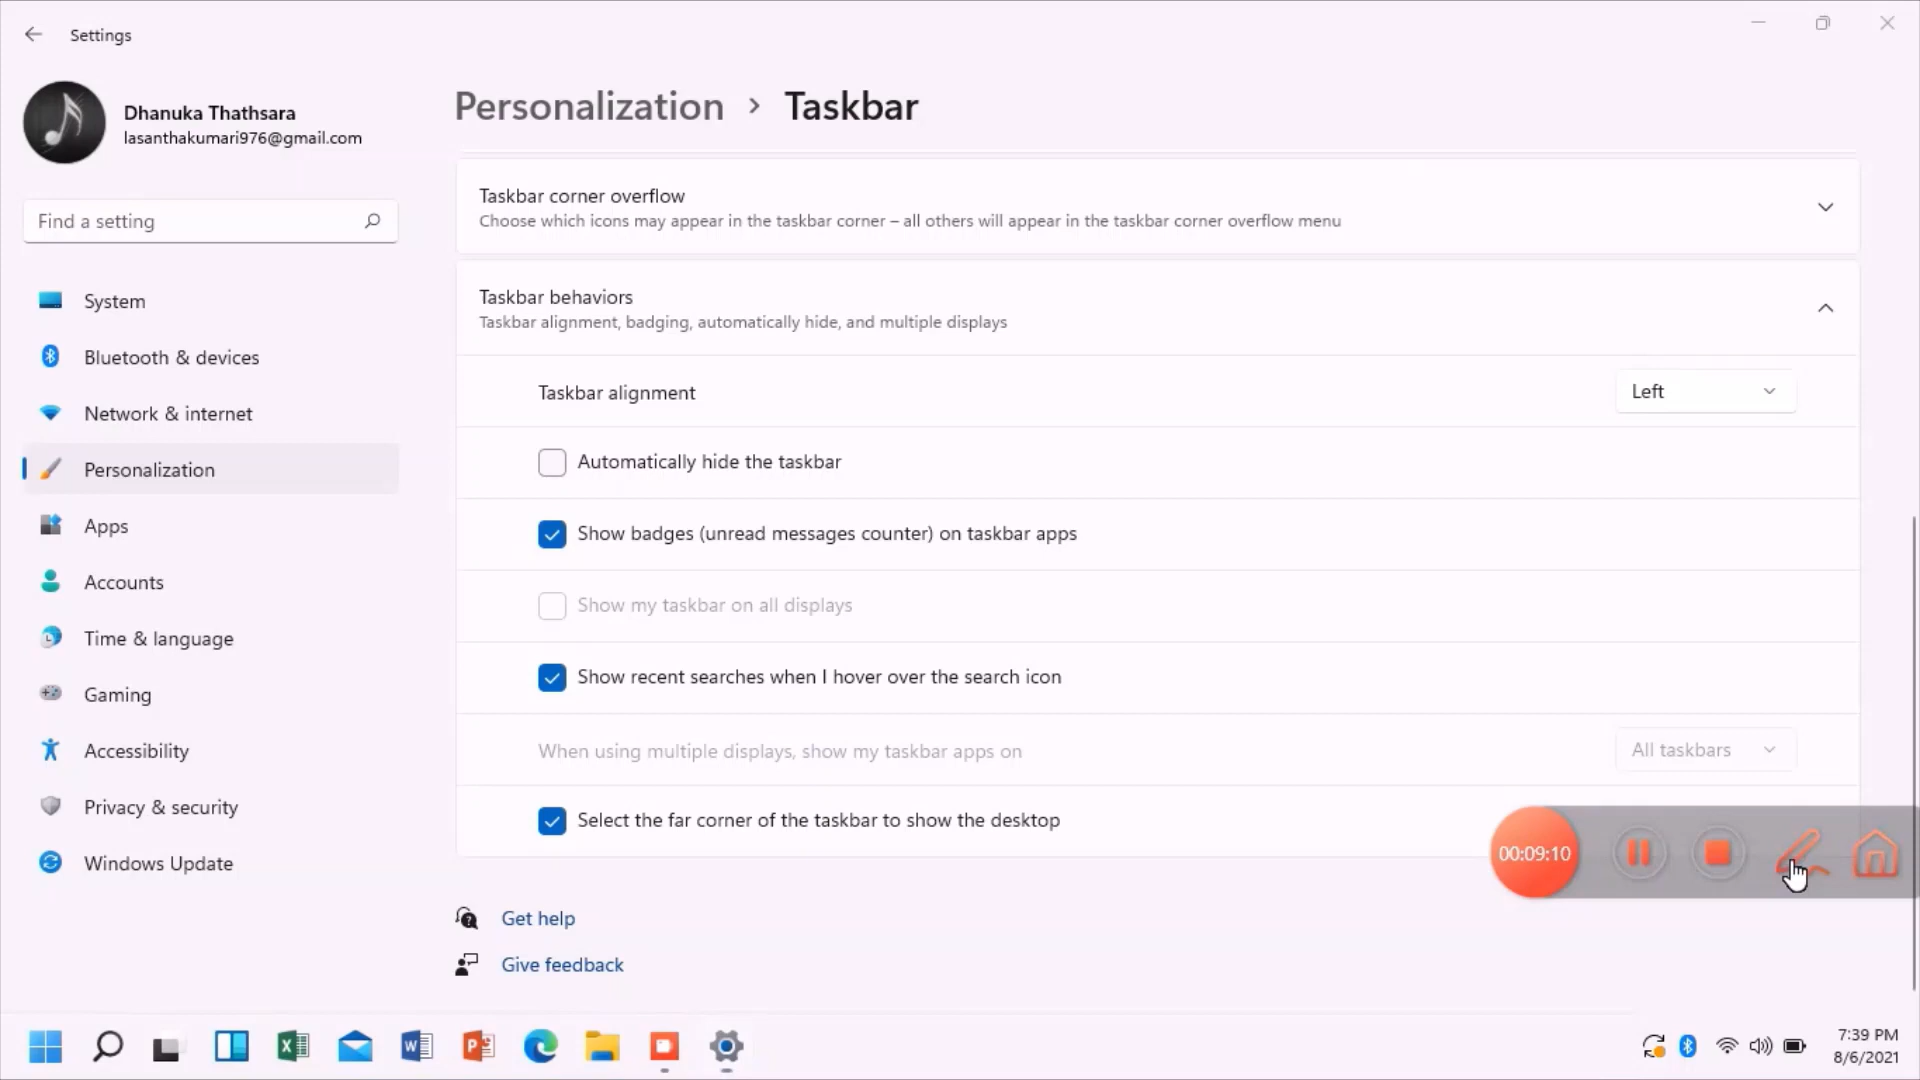 Settings
Dhanuka Thathsara
lasanthakumari976@gmail.com
Find a setting
System
Bluetooth & devices
Network & internet
Personalization
Apps
Accounts
Time & language
Gaming
Accessibility
Privacy & security
Windows Update
Personalization > Taskbar
Taskbar corner overflow
Choose which icons may appear in the taskbar corner – all others will appear in the taskbar corner overflow menu
Taskbar behaviors
Taskbar alignment, badging, automatically hide, and multiple displays
Taskbar alignment
Left
Automatically hide the taskbar
Show badges (unread messages counter) on taskbar apps
Show my taskbar on all displays
Show recent searches when I hover over the search icon
When using multiple displays, show my taskbar apps on
All taskbars
Select the far corner of the taskbar to show the desktop
00:09:10
Get help
Give feedback
7:39 PM
8/6/2021